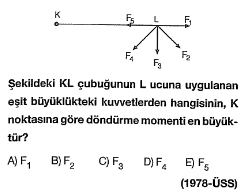 K F₅ L F₁
F₄ F₃ F₂
Şekildeki KL çubuğunun L ucuna uygulanan
eşit büyüklükteki kuvvetlerden hangisinin, K
noktasına göre döndürme momenti en büyük-
tür?
A) F₁ B) F₂ C) F₃ D) F₄ E) F₅
(1978-ÜSS)